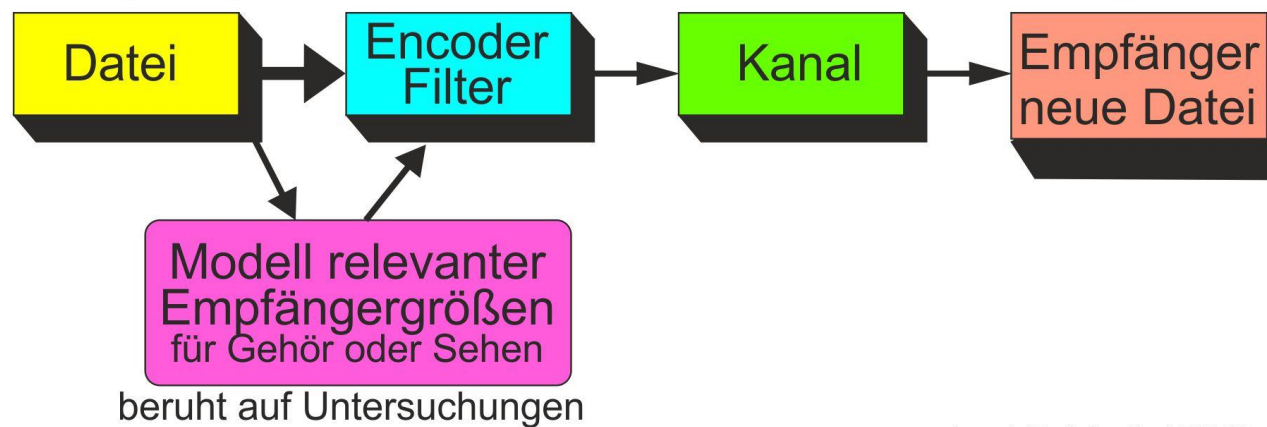 Datei
Encoder
Filter
Kanal
Empfänger
neue Datei
Modell relevanter
Empfängergrößen
für Gehör oder Sehen
beruht auf Untersuchungen